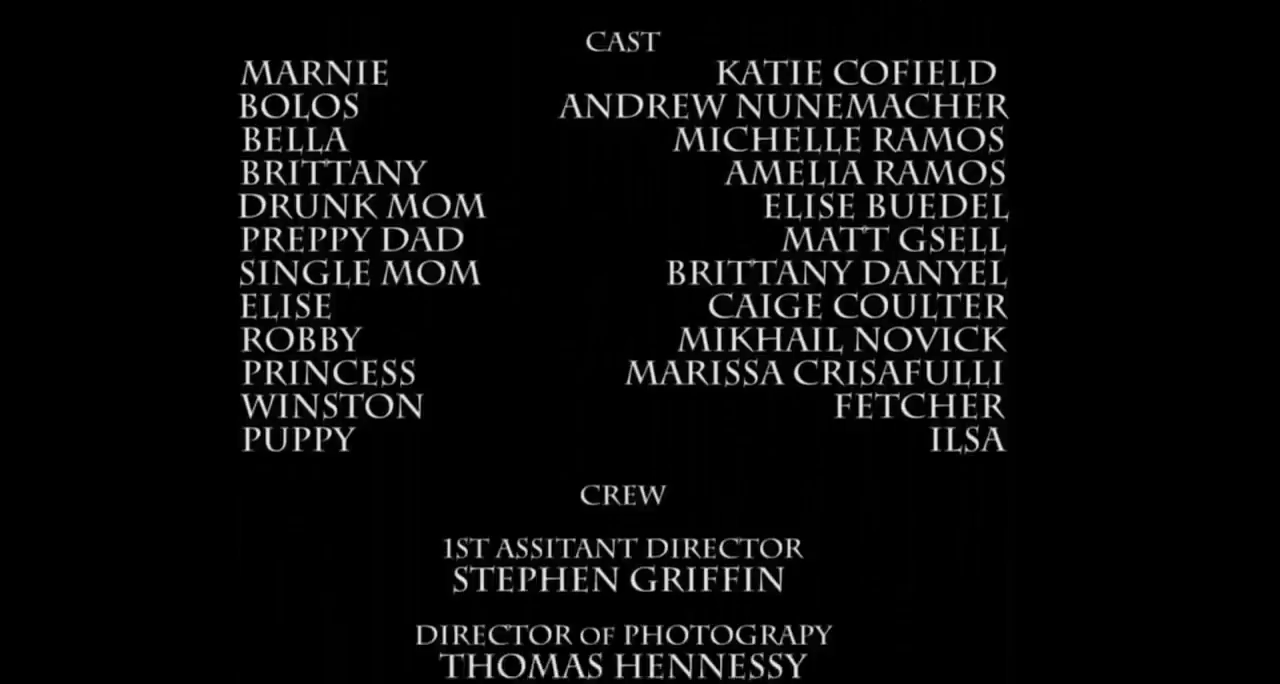 CAST
MARNIE KATIE COFIELD
BOLOS ANDREW NUNEMACHER
BELLA MICHELLE RAMOS
BRITTANY AMELIA RAMOS
DRUNK MOM ELISE BUEDEL
PREPPY DAD MATT GSELL
SINGLE MOM BRITTANY DANYEL
ELISE CAIGE COULTER
ROBBY MIKHAIL NOVICK
PRINCESS MARISSA CRISAFULLI
WINSTON FETCHER
PUPPY ILSA
CREW
1ST ASSITANT DIRECTOR
STEPHEN GRIFFIN
DIRECTOR OF PHOTOGRAPY
THOMAS HENNESSY